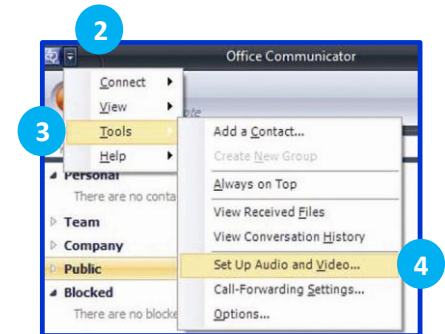 2
Office Communicator
Connect
View
ote
3
Tools
Add a Contact...
Help
Create New Group
Personal
Always on Top
There are no conta
Team
View Received Files
Company
View Conversation History
Public
Set Up Audio and Video...
4
Blocked
Call-Forwarding Settings...
There are no blocke
Options...